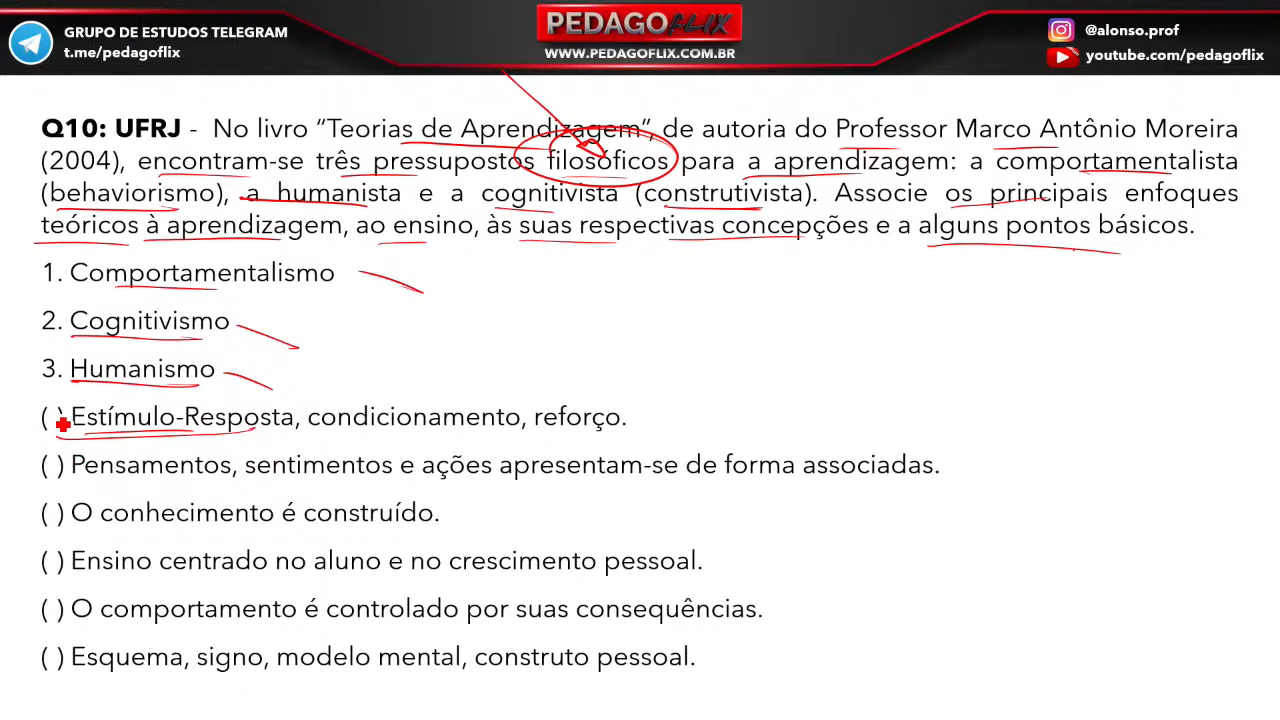 GRUPO DE ESTUDOS TELEGRAM
t.me/pedagoflix
PEDAGOFLIX
WWW.PEDAGOFLIX.COM.BR
@alonso.prof
youtube.com/pedagoflix
Q10: UFRJ - No livro “Teorias de Aprendizagem”, de autoria do Professor Marco Antônio Moreira
(2004), encontram-se três pressupostos filosóficos para a aprendizagem: a comportamentalista
(behaviorismo), a humanista e a cognitivista (construtivista). Associe os principais enfoques
teóricos à aprendizagem, ao ensino, às suas respectivas concepções e a alguns pontos básicos.
1. Comportamentalismo
2. Cognitivismo
3. Humanismo
( ) Estímulo-Resposta, condicionamento, reforço.
( ) Pensamentos, sentimentos e ações apresentam-se de forma associadas.
( ) O conhecimento é construído.
( ) Ensino centrado no aluno e no crescimento pessoal.
( ) O comportamento é controlado por suas consequências.
( ) Esquema, signo, modelo mental, construto pessoal.